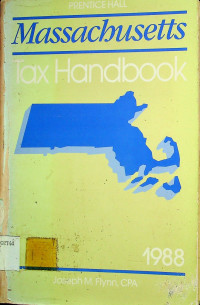 PRENTICE HALL
Massachusetts
Tax Handbook
1988
Joseph M. Flynn, CPA